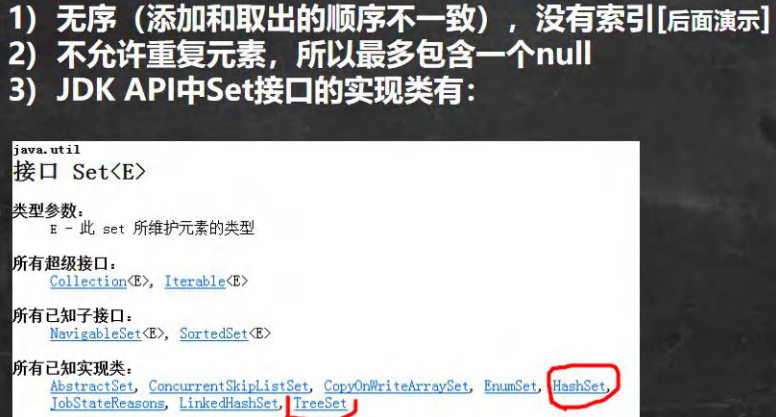 1）无序（添加和取出的顺序不一致），没有索引[后面演示]
2）不允许重复元素，所以最多包含一个null
3）JDK API中Set接口的实现类有：
java.util
接口 Set<E>
类型参数：
E - 此 set 所维护元素的类型
所有超级接口：
Collection<E>, Iterable<E>
所有已知子接口：
NavigableSet<E>, SortedSet<E>
所有已知实现类：
AbstractSet, ConcurrentSkipListSet, CopyOnWriteArraySet, EnumSet, HashSet,
JobStateReasons, LinkedHashSet, TreeSet